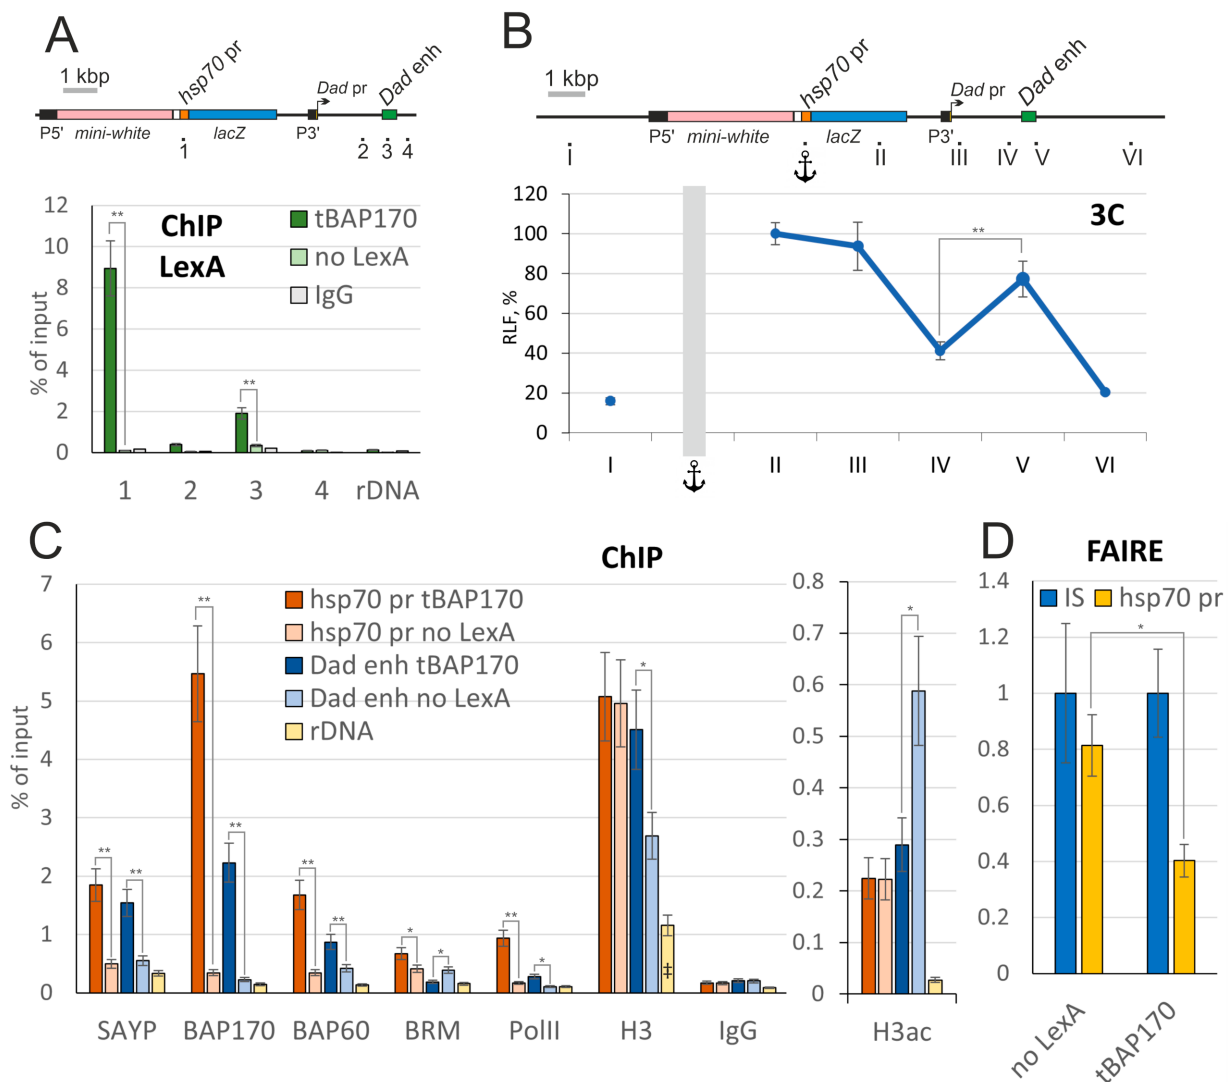 A
hsp70 pr
Dad enh
1 kbp
Dad pr
P5'
mini-white
lacZ
P3'
1
2
3
4
ChIP
LexA
tBAP170
no LexA
IgG
% of input
12
10
8
6
4
2
0
**
**
1 2 3 4 rDNA
B
hsp70 pr
Dad enh
1 kbp
Dad pr
P5'
mini-white
lacZ
P3'
I
II
III
IV
V
VI
3C
RLF, %
120
100
80
60
40
20
0
**
I II III IV V VI
C
ChIP
% of input
7
6
5
4
3
2
1
0
hsp70 pr tBAP170
hsp70 pr no LexA
Dad enh tBAP170
Dad enh no LexA
rDNA
**
**
**
**
**
**
*
*
**
*
*
‡
SAYP BAP170 BAP60 BRM PolII H3 IgG
0.8
0.7
0.6
0.5
0.4
0.3
0.2
0.1
0
*
H3ac
D
FAIRE
1.4
1.2
1
0.8
0.6
0.4
0.2
0
IS hsp70 pr
*
no LexA
tBAP170